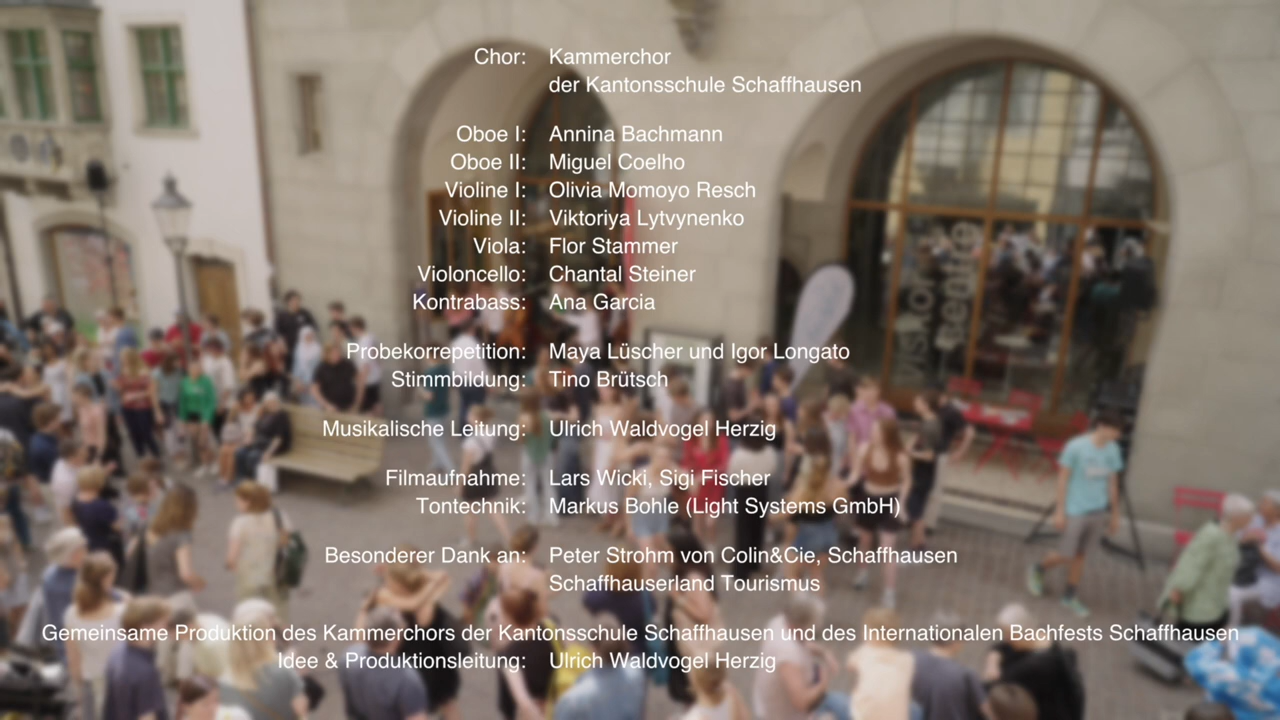 Chor: Kammerchor
der Kantonsschule Schaffhausen
Oboe I: Annina Bachmann
Oboe II: Miguel Coelho
Violine I: Olivia Momoyo Resch
Violine II: Viktoriya Lytvynenko
Viola: Flor Stammer
Violoncello: Chantal Steiner
Kontrabass: Ana Garcia
Probekorrepetition: Maya Lüscher und Igor Longato
Stimmbildung: Tino Brütsch
Musikalische Leitung: Ulrich Waldvogel Herzig
Filmaufnahme: Lars Wicki, Sigi Fischer
Tontechnik: Markus Bohle (Light Systems GmbH)
Besonderer Dank an: Peter Strohm von Colin&Cie, Schaffhausen
Schaffhauserland Tourismus
Gemeinsame Produktion des Kammerchors der Kantonsschule Schaffhausen und des Internationalen Bachfests Schaffhausen
Idee & Produktionsleitung: Ulrich Waldvogel Herzig